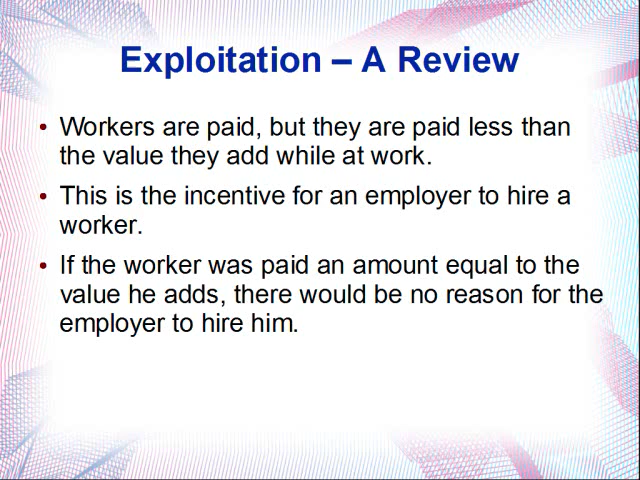 Exploitation – A Review
• Workers are paid, but they are paid less than
the value they add while at work.
• This is the incentive for an employer to hire a
worker.
• If the worker was paid an amount equal to the
value he adds, there would be no reason for the
employer to hire him.